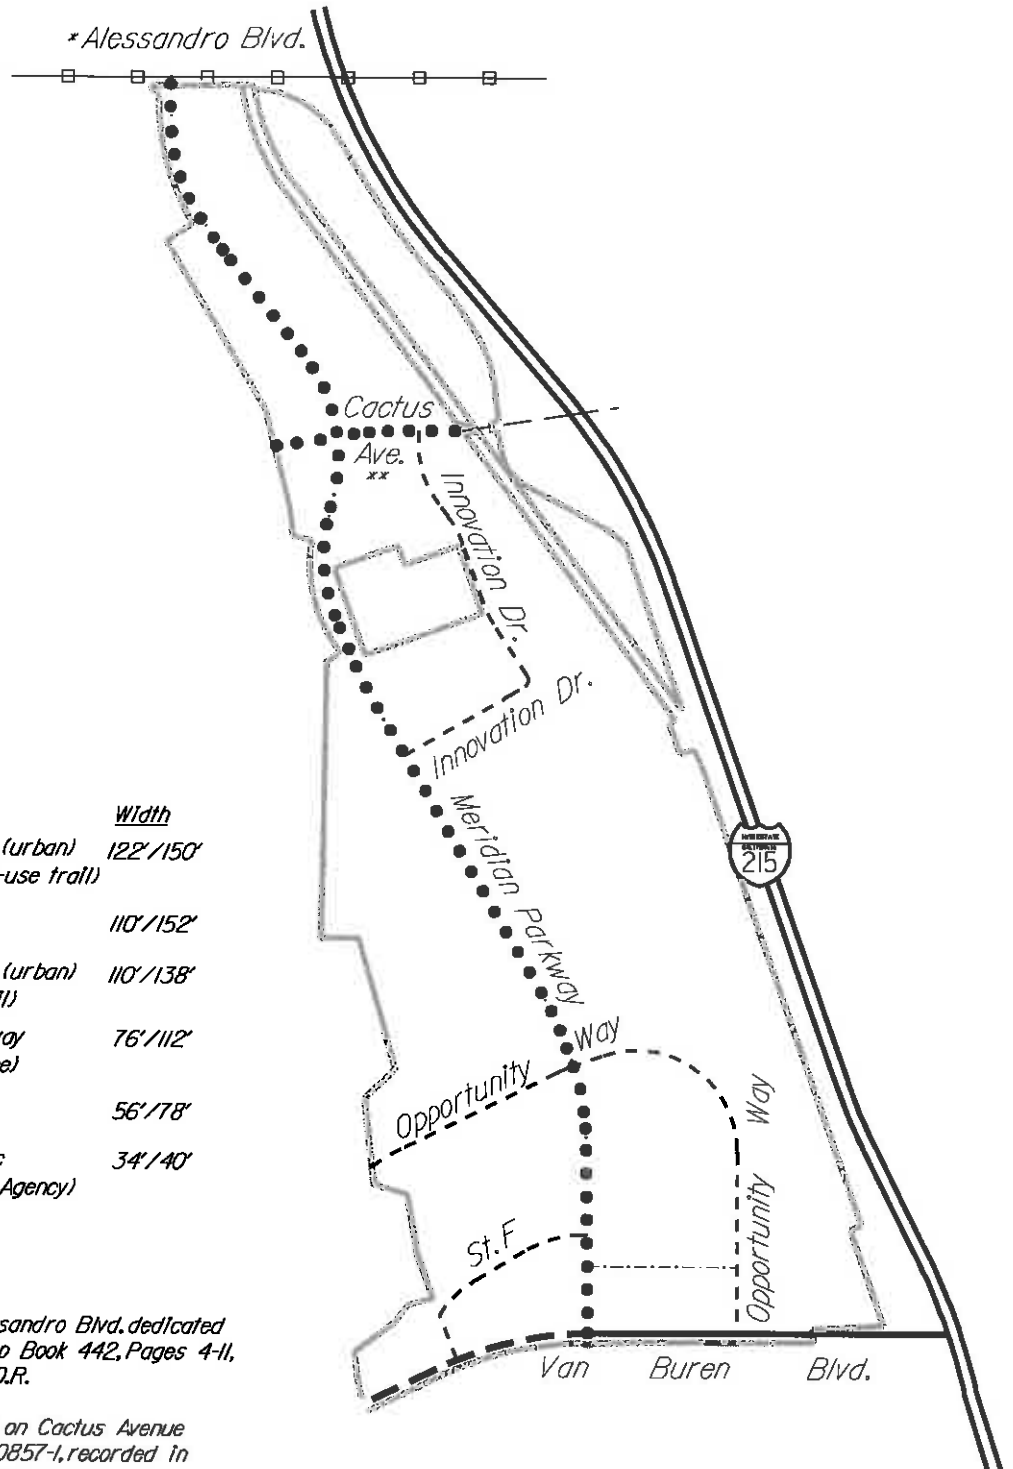 *Alessandro Blvd.
Cactus
Ave.
**
Innovation Dr.
Innovation Dr.
Meridian Parkway
Width
(urban) 122'/150'
-use trail)
110'/152'
(urban) 110'/138'
76'/112'
56'/78'
34'/40'
Agency)
215
Opportunity Way
Opportunity Way
St. F
Van Buren Blvd.
sandro Blvd. dedicated
Book 442, Pages 4-11,
on Cactus Avenue
0857-1, recorded in